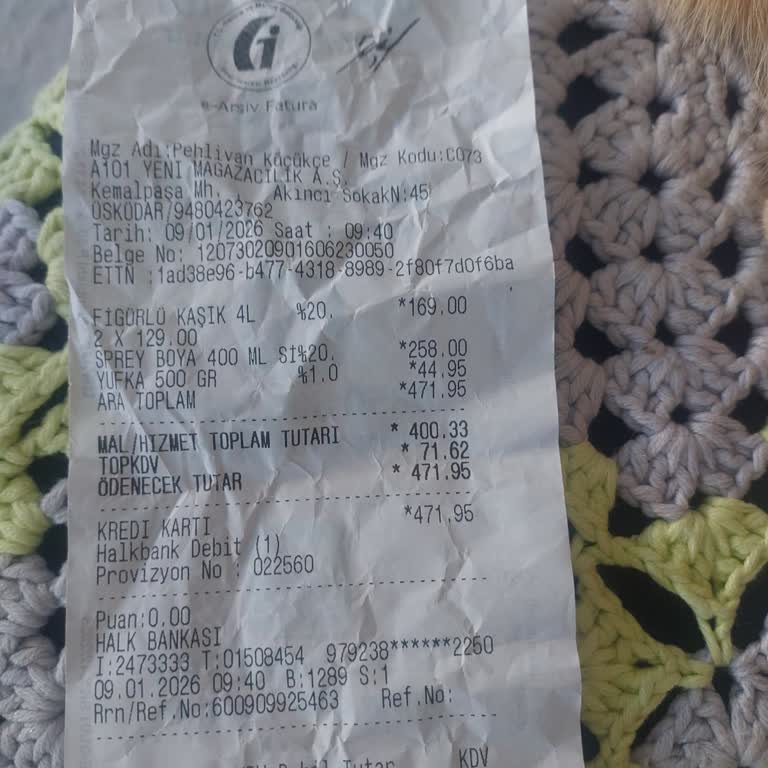 e-Arşiv Fatura
Mgz Adı:Pehlivan Küçükçe / Mgz Kodu:C073
A101 YENİ MAĞAZACILIK A.Ş.
Kemalpaşa Mh. Akıncı SokakN:45
ÜSKÜDAR/9480423762
Tarih: 09/01/2026 Saat : 09:40
Belge No: 12073020901606230050
ETTN :1ad38e96-b477-4318-8989-2f80f7d0f6ba
FİGÜRLÜ KAŞIK 4L %20. *169.00
2 X 129.00
SPREY BOYA 400 ML Sİ%20. *258.00
YUFKA 500 GR %1.0 *44.95
ARA TOPLAM *471.95
MAL/HİZMET TOPLAM TUTARI * 400.33
TOPKDV * 71.62
ÖDENECEK TUTAR * 471.95
KREDİ KARTI *471.95
Halkbank Debit (1)
Provizyon No : 022560
Puan:0.00
HALK BANKASI
I:2473333 T:01508454 979238******2250
09.01.2026 09:40 B:1289 S:1
Rrn/Ref.No:600909925463 Ref.No:
Tutar KDV